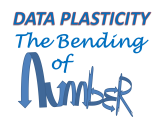 DATA PLASTICITY
The Bending
of
Number